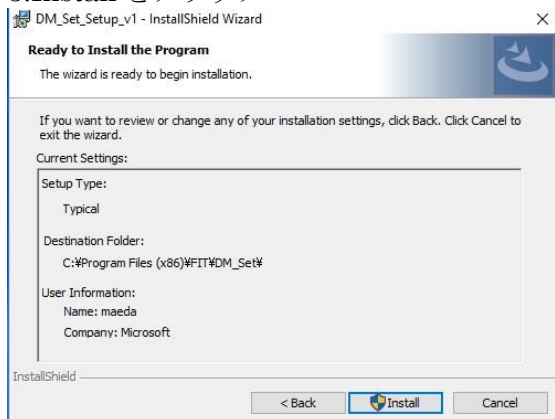 DM_Set_Setup_v1 - InstallShield Wizard
Ready to Install the Program
The wizard is ready to begin installation.
If you want to review or change any of your installation settings, click Back. Click Cancel to
exit the wizard.
Current Settings:
Setup Type:
Typical
Destination Folder:
C:¥Program Files (x86)¥FIT¥DM_Set¥
User Information:
Name: maeda
Company: Microsoft
InstallShield
< Back
Install
Cancel